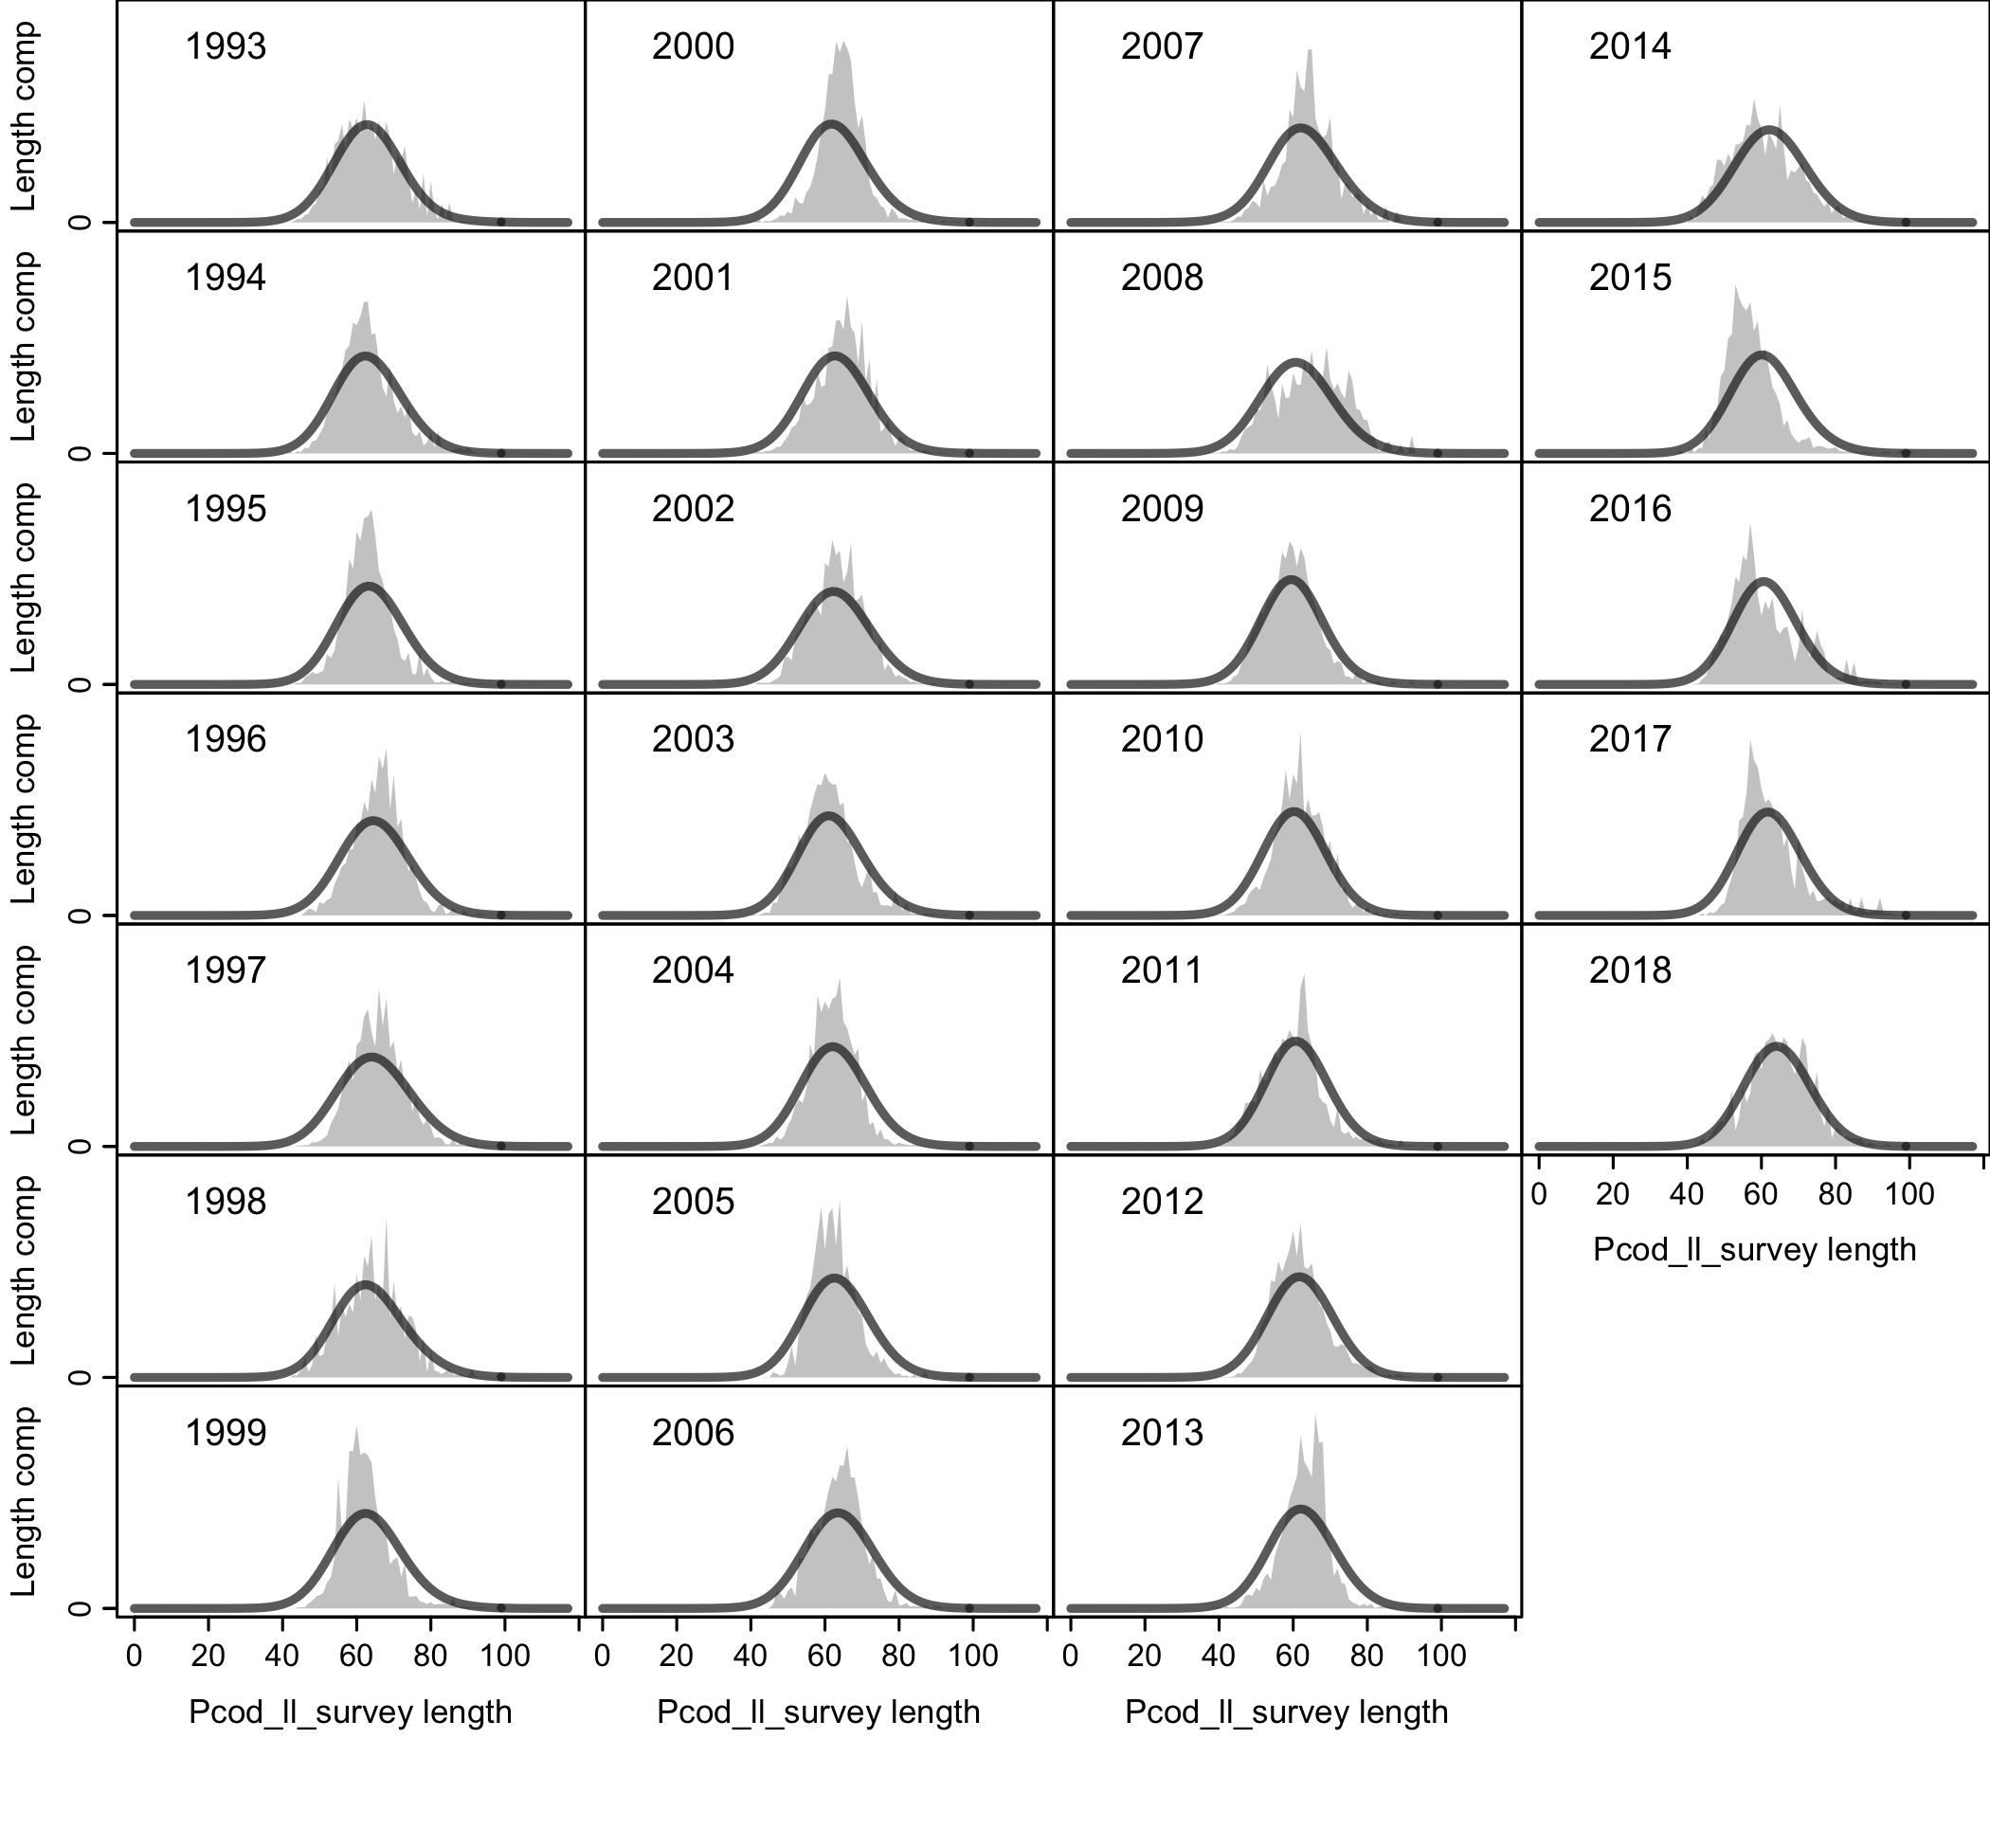 Length comp 1993 2000 2007 2014
0
Length comp 1994 2001 2008 2015
0
Length comp 1995 2002 2009 2016
0
Length comp 1996 2003 2010 2017
0
Length comp 1997 2004 2011 2018
0
0 20 40 60 80 100
Pcod_ll_survey length
Length comp 1998 2005 2012
0
Length comp 1999 2006 2013
0
0 20 40 60 80 100 0 20 40 60 80 100 0 20 40 60 80 100
Pcod_ll_survey length Pcod_ll_survey length Pcod_ll_survey length